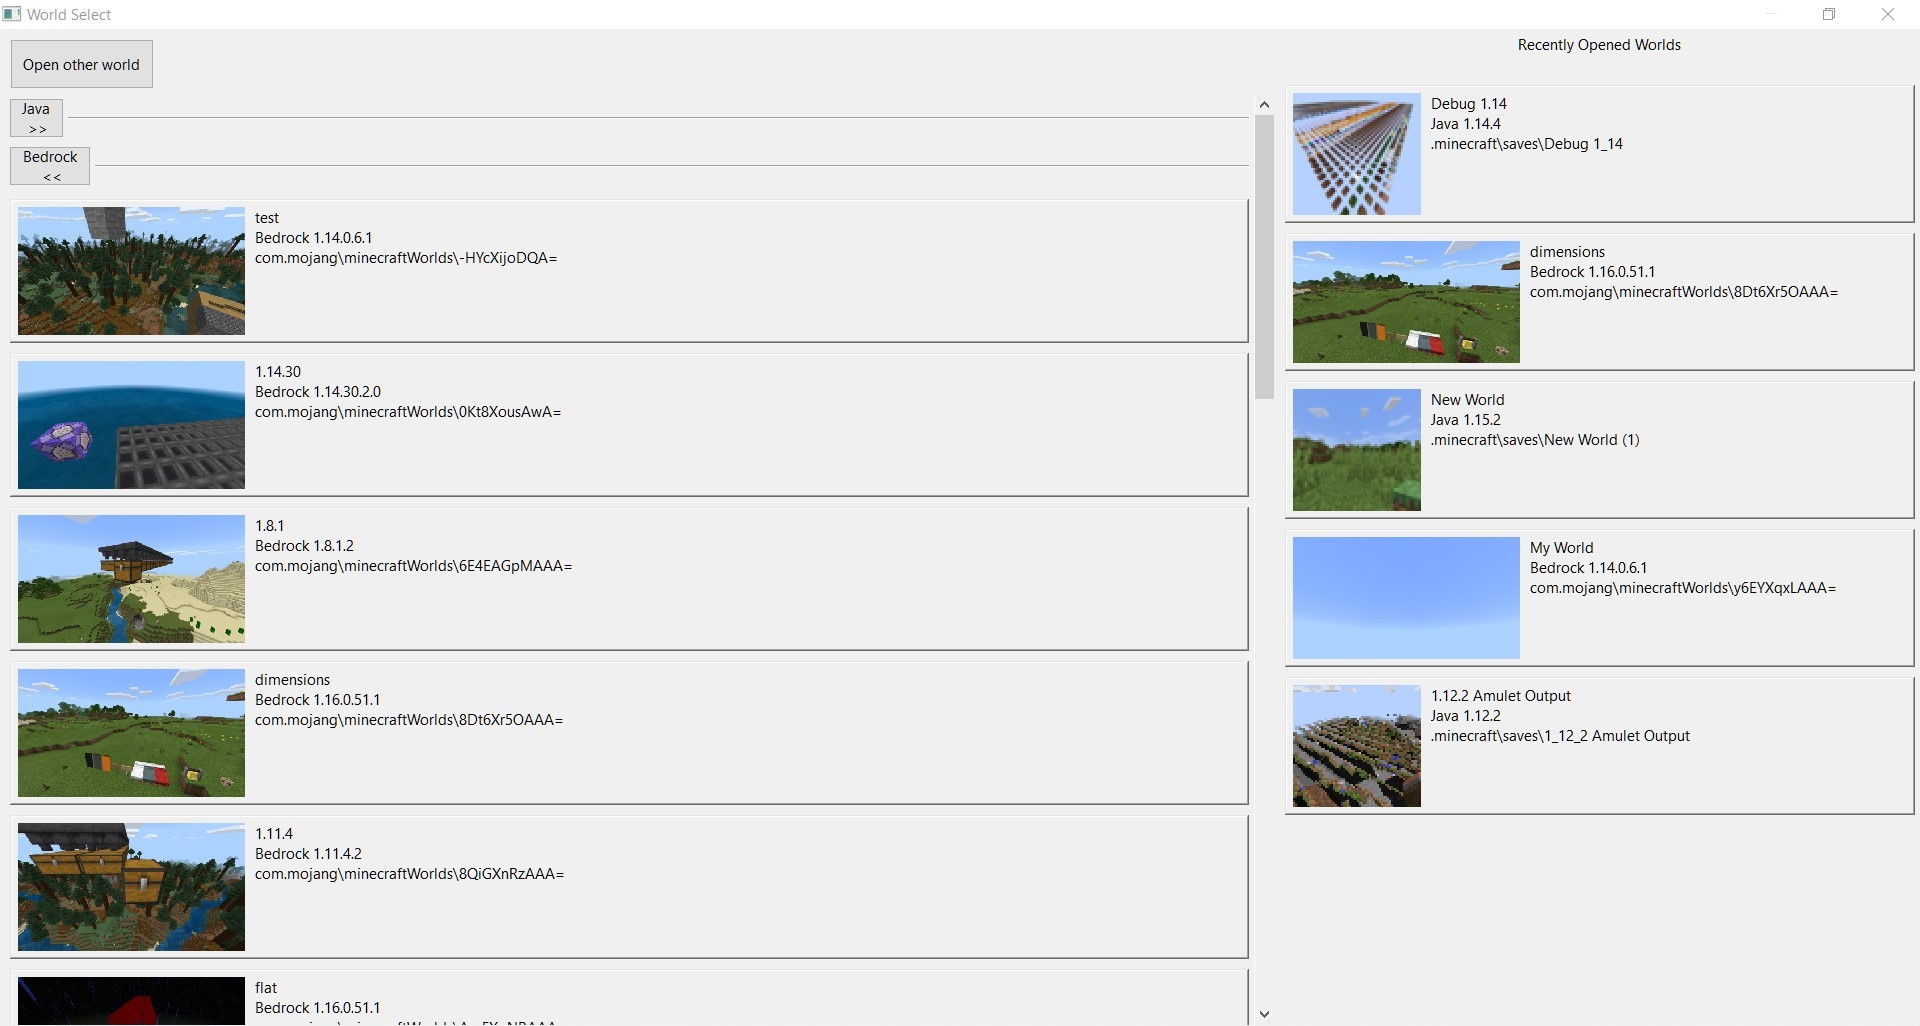 World Select
Open other world
Java
>>
Bedrock
<<
test
Bedrock 1.14.0.6.1
com.mojang\minecraftWorlds\-HYcXijoDQA=
1.14.30
Bedrock 1.14.30.2.0
com.mojang\minecraftWorlds\0Kt8XousAwA=
1.8.1
Bedrock 1.8.1.2
com.mojang\minecraftWorlds\6E4EAGpMAAA=
dimensions
Bedrock 1.16.0.51.1
com.mojang\minecraftWorlds\8Dt6Xr5OAAA=
1.11.4
Bedrock 1.11.4.2
com.mojang\minecraftWorlds\8QiGXnRzAAA=
flat
Bedrock 1.16.0.51.1
Recently Opened Worlds
Debug 1.14
Java 1.14.4
.minecraft\saves\Debug 1_14
dimensions
Bedrock 1.16.0.51.1
com.mojang\minecraftWorlds\8Dt6Xr5OAAA=
New World
Java 1.15.2
.minecraft\saves\New World (1)
My World
Bedrock 1.14.0.6.1
com.mojang\minecraftWorlds\y6EYXqxLAAA=
1.12.2 Amulet Output
Java 1.12.2
.minecraft\saves\1_12_2 Amulet Output